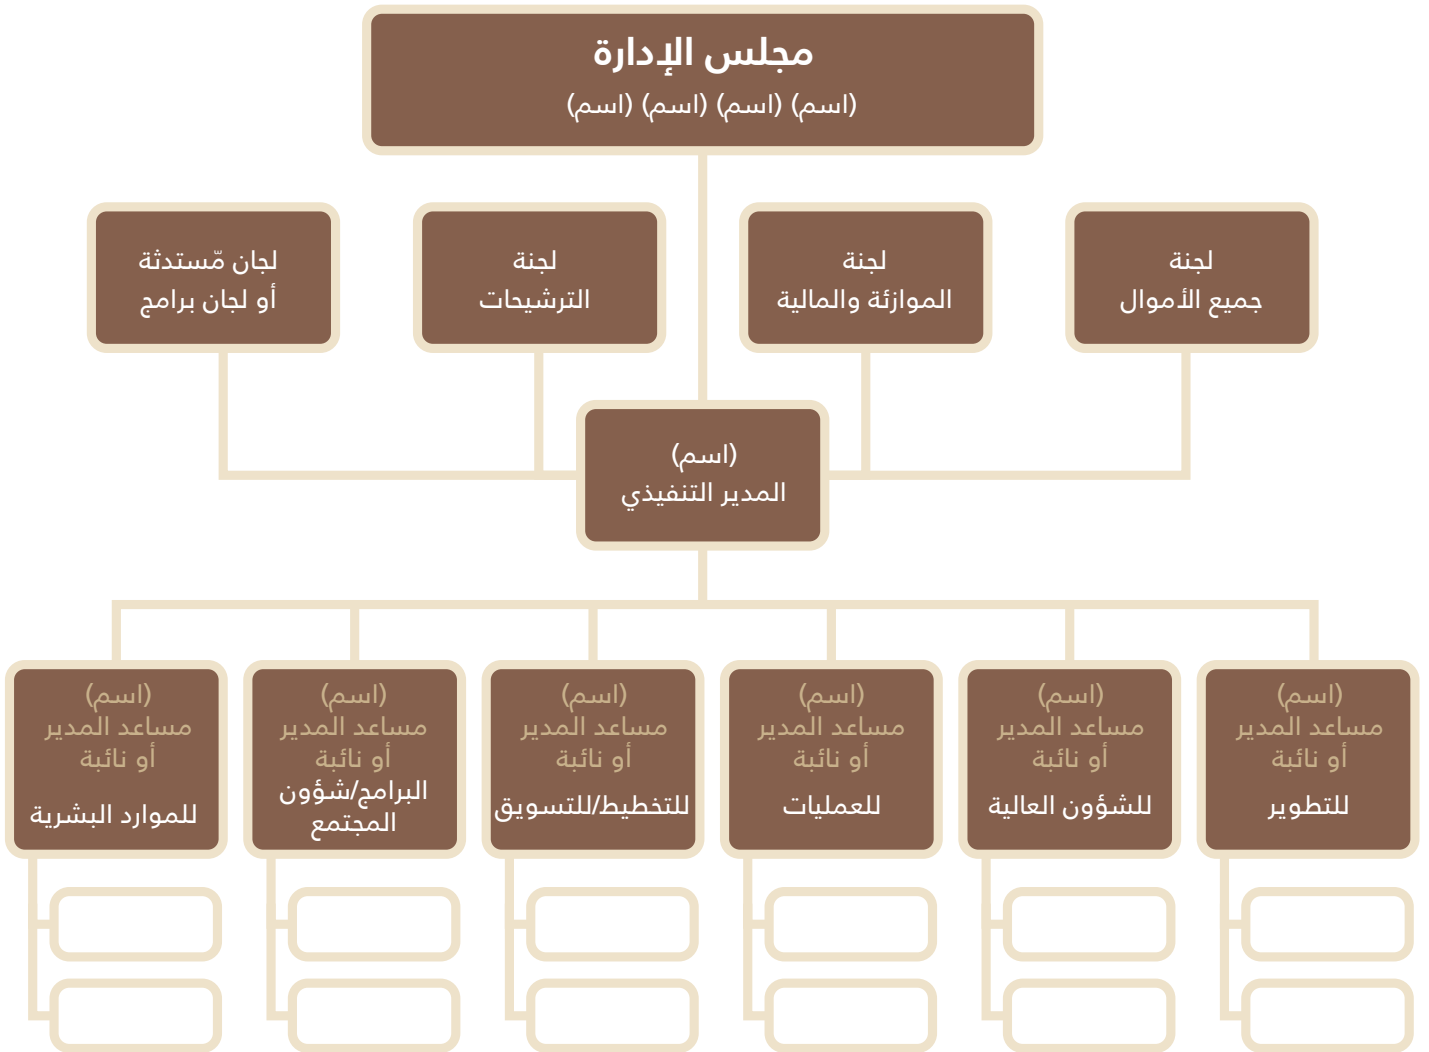 مجلس الإدارة
(اسم) (اسم) (اسم) (اسم)
لجنة
جميع الأموال
لجنة
الموازئة والمالية
لجنة
الترشيحات
لجان مّستدثة
أو لجان برامج
(اسم)
المدير التنفيذي
(اسم)
مساعد المدير
أو نائبة
للتطوير
(اسم)
مساعد المدير
أو نائبة
للشؤون العالية
(اسم)
مساعد المدير
أو نائبة
للعمليات
(اسم)
مساعد المدير
أو نائبة
للتخطيط/للتسويق
(اسم)
مساعد المدير
أو نائبة
البرامج/شؤون
المجتمع
(اسم)
مساعد المدير
أو نائبة
للموارد البشرية